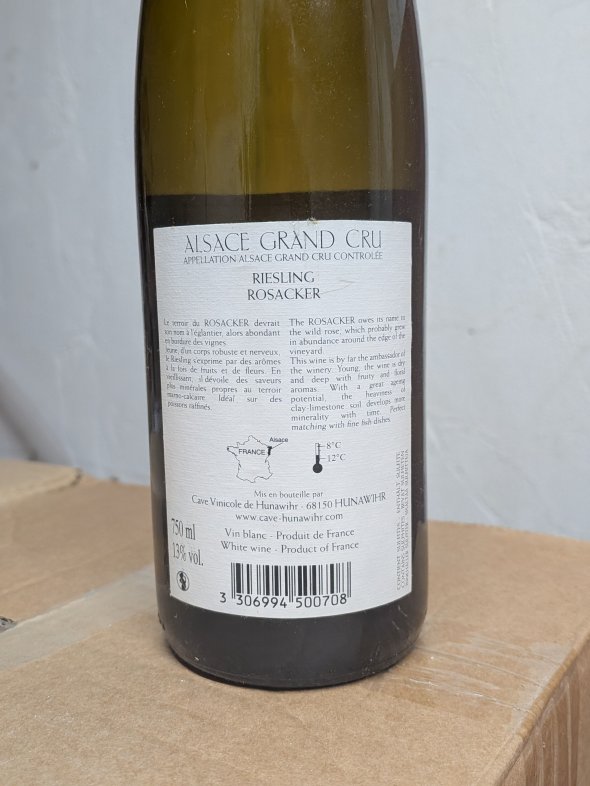 ALSACE GRAND CRU
APPELLATION ALSACE GRAND CRU CONTROLÉE
RIESLING
ROSACKER
Le terroir du ROSACKER devrait
son nom à l'églantier, alors abondant
en bordure des vignes.
Jeune, d'un corps robuste et nerveux,
le Riesling s'exprime par des arômes
à la fois de fruits et de fleurs. En
vieillissant, il dévoile des saveurs
plus minérales propres au terroir
marno-calcaire. Idéal sur des
poissons raffinés.
The ROSACKER owes its name to
the wild rose, which probably grew
in abundance around the edge of the
vineyard.
This wine is by far the ambassador of
the winery. Young, the wine is dry
and deep with fruity and floral
aromas. With a great ageing
potential, the heaviness of
clay-limestone soil develops more
minerality with time. Perfect
matching with fine fish dishes.
Alsace
FRANCE
8°C
12°C
Mis en bouteille par
Cave Vinicole de Hunawihr - 68150 HUNAWIHR
www.cave-hunawihr.com
750 ml
13% vol.
Vin blanc - Produit de France
White wine - Product of France
3 306994 500708